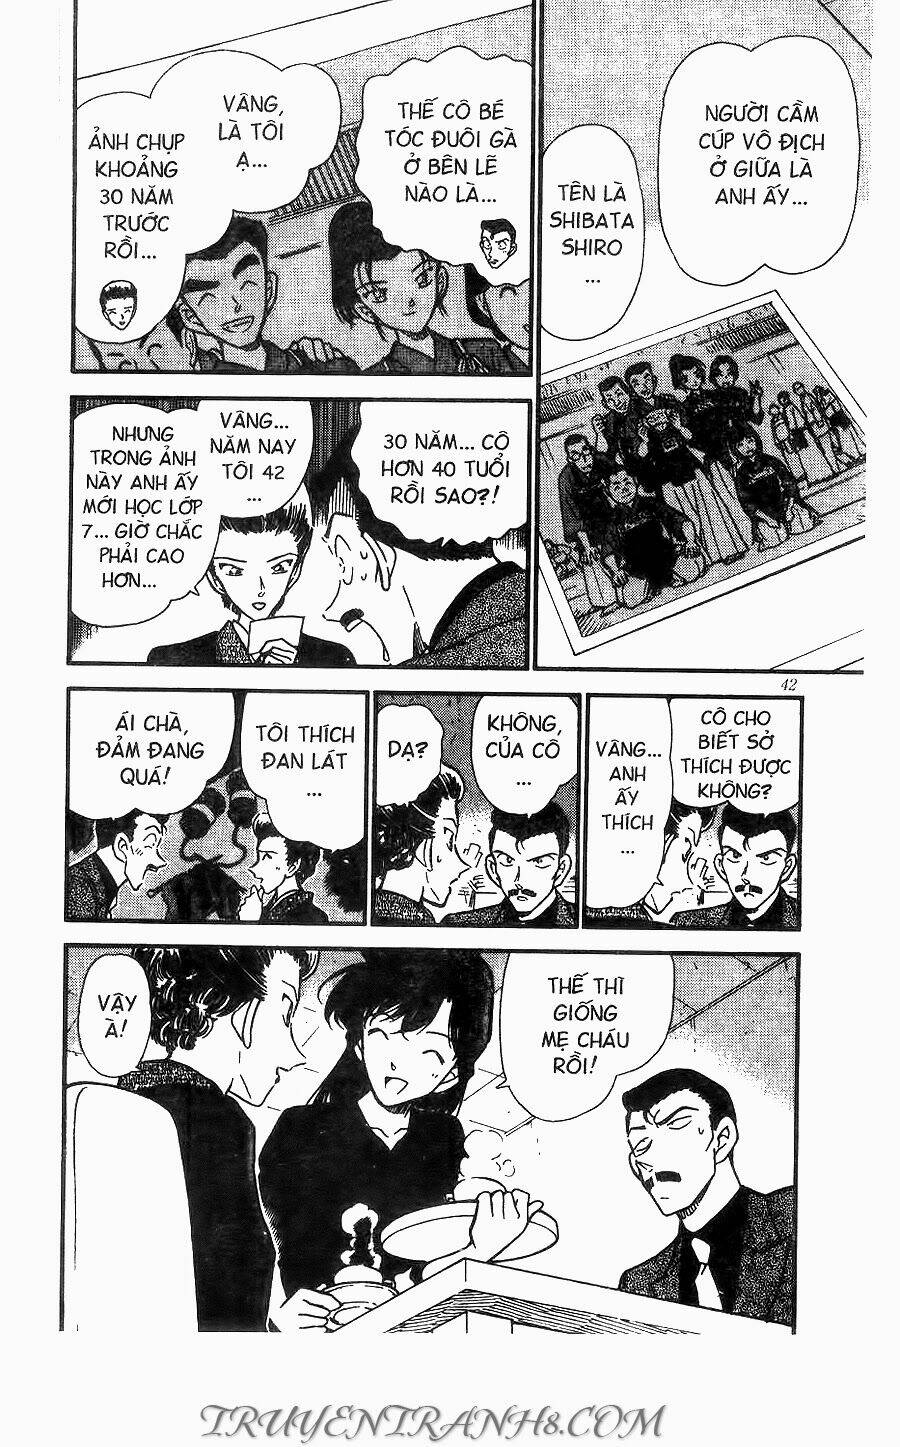 NGƯỜI CẦM
CÚP VÔ ĐỊCH
Ở GIỮA LÀ
ANH ẤY...
TÊN LÀ
SHIBATA
SHIRO
...
THẾ CÔ BÉ
TÓC ĐUÔI GÀ
Ở BÊN LẼ
NÀO LÀ...
VÂNG,
LÀ TÔI
Ạ...
ẢNH CHỤP
KHOẢNG
30 NĂM
TRƯỚC
RỒI...
30 NĂM... CÔ
HƠN 40 TUỔI
RỒI SAO?!
VÂNG...
NĂM NAY
TÔI 42
...
NHƯNG
TRONG ẢNH
NÀY ANH ẤY
MỚI HỌC LỚP
7... GIỜ CHẮC
PHẢI CAO
HƠN...
42
CÔ CHO
BIẾT SỞ
THÍCH ĐƯỢC
KHÔNG?
VÂNG...
ANH
ẤY
THÍCH
...
KHÔNG,
CỦA CÔ
...
DẠ?
TÔI THÍCH
ĐAN LÁT
...
ÁI CHÀ,
ĐẢM ĐANG
QUÁ!
THẾ THÌ
GIỐNG
MẸ CHÁU
RỒI!
VẬY
À!
TRUYENTRANH8.COM